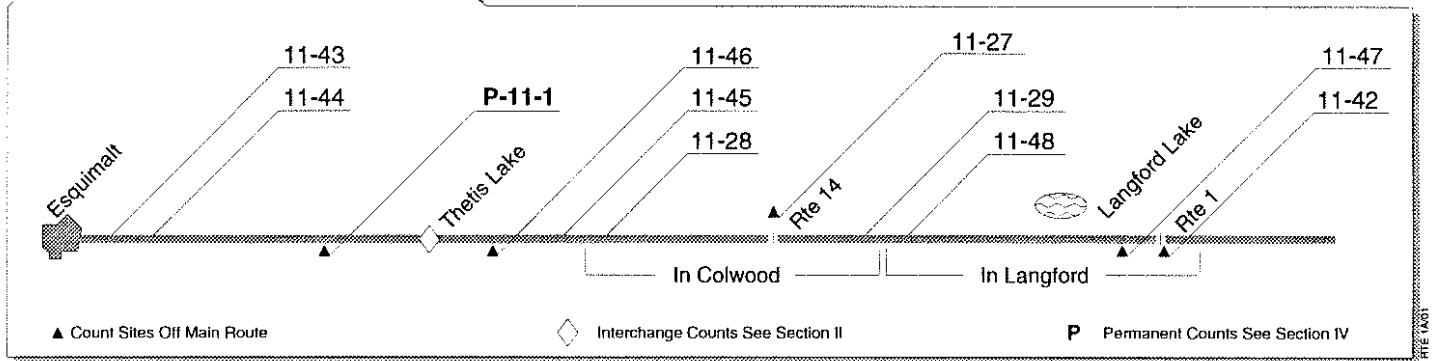 11-43
11-44
P-11-1
11-46
11-45
11-28
11-27
11-29
11-48
11-47
11-42
Esquimalt
Thetis Lake
Rte 14
Langford Lake
Rte 1
In Colwood
In Langford
▲ Count Sites Off Main Route
◇ Interchange Counts See Section II
P Permanent Counts See Section IV
RTE 1A/01